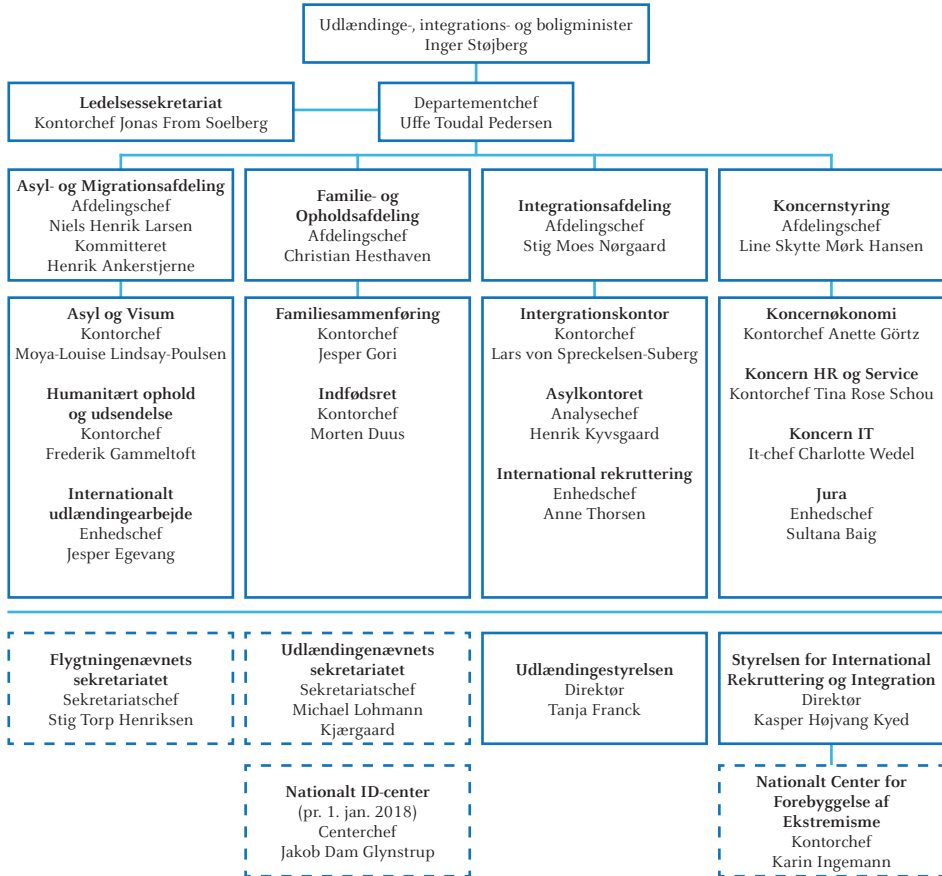 Udlændinge-, integrations- og boligminister
Inger Støjberg
Ledelsessekretariat
Kontorchef Jonas From Soelberg
Departementchef
Uffe Toudal Pedersen
Asyl- og Migrationsafdeling
Afdelingschef
Niels Henrik Larsen
Kommitteret
Henrik Ankerstjerne
Familie- og
Opholdsafdeling
Afdelingschef
Christian Hesthaven
Integrationsafdeling
Afdelingschef
Stig Moes Nørgaard
Koncernstyring
Afdelingschef
Line Skytte Mørk Hansen
Asyl og Visum
Kontorchef
Moya-Louise Lindsay-Poulsen
Humanitært ophold
og udsendelse
Kontorchef
Frederik Gammeltoft
Internationalt
udlændingearbejde
Enhedschef
Jesper Egevang
Familiesammenføring
Kontorchef
Jesper Gori
Indfødsret
Kontorchef
Morten Duus
Intergrationskontor
Kontorchef
Lars von Spreckelsen-Suberg
Asylkontoret
Analysechef
Henrik Kyvsgaard
International rekruttering
Enhedschef
Anne Thorsen
Koncernøkonomi
Kontorchef Anette Görtz
Koncern HR og Service
Kontorchef Tina Rose Schou
Koncern IT
It-chef Charlotte Wedel
Jura
Enhedschef
Sultana Baig
Flygtningenævnets
sekretariatet
Sekretariatschef
Stig Torp Henriksen
Udlændingenævnets
sekretariatet
Sekretariatschef
Michael Lohmann
Kjærgaard
Udlændingestyrelsen
Direktør
Tanja Franck
Styrelsen for International
Rekruttering og Integration
Direktør
Kasper Højvang Kyed
Nationalt ID-center
(pr. 1. jan. 2018)
Centerchef
Jakob Dam Glynstrup
Nationalt Center for
Forebyggelse af
Ekstremisme
Kontorchef
Karin Ingemann